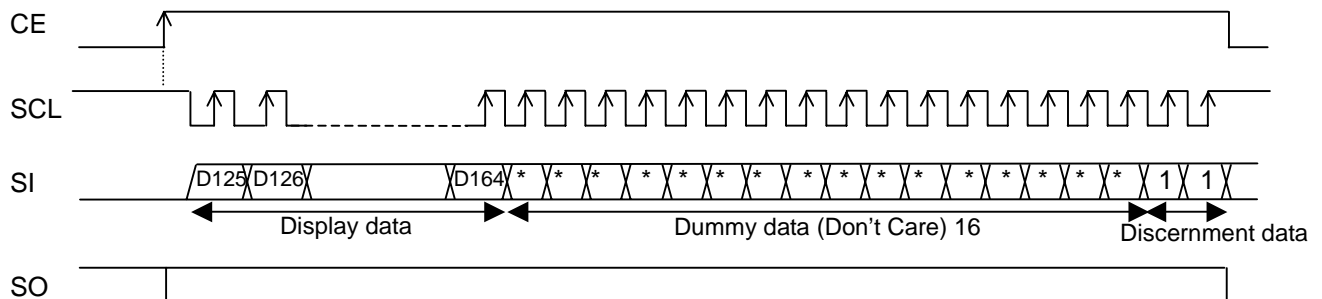 CE
SCL
SI D125 D126 D164 * * * * * * * * * * * * * * * * 1 1
Display data Dummy data (Don't Care) 16 Discernment data
SO